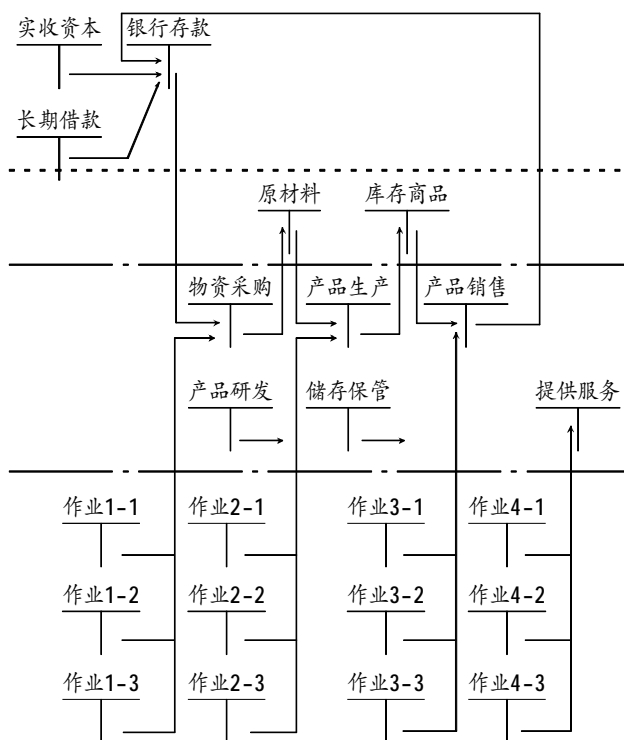 实收资本 银行存款
长期借款
原材料 库存商品
物资采购 产品生产 产品销售
产品研发 储存保管 提供服务
作业1-1 作业2-1 作业3-1 作业4-1
作业1-2 作业2-2 作业3-2 作业4-2
作业1-3 作业2-3 作业3-3 作业4-3